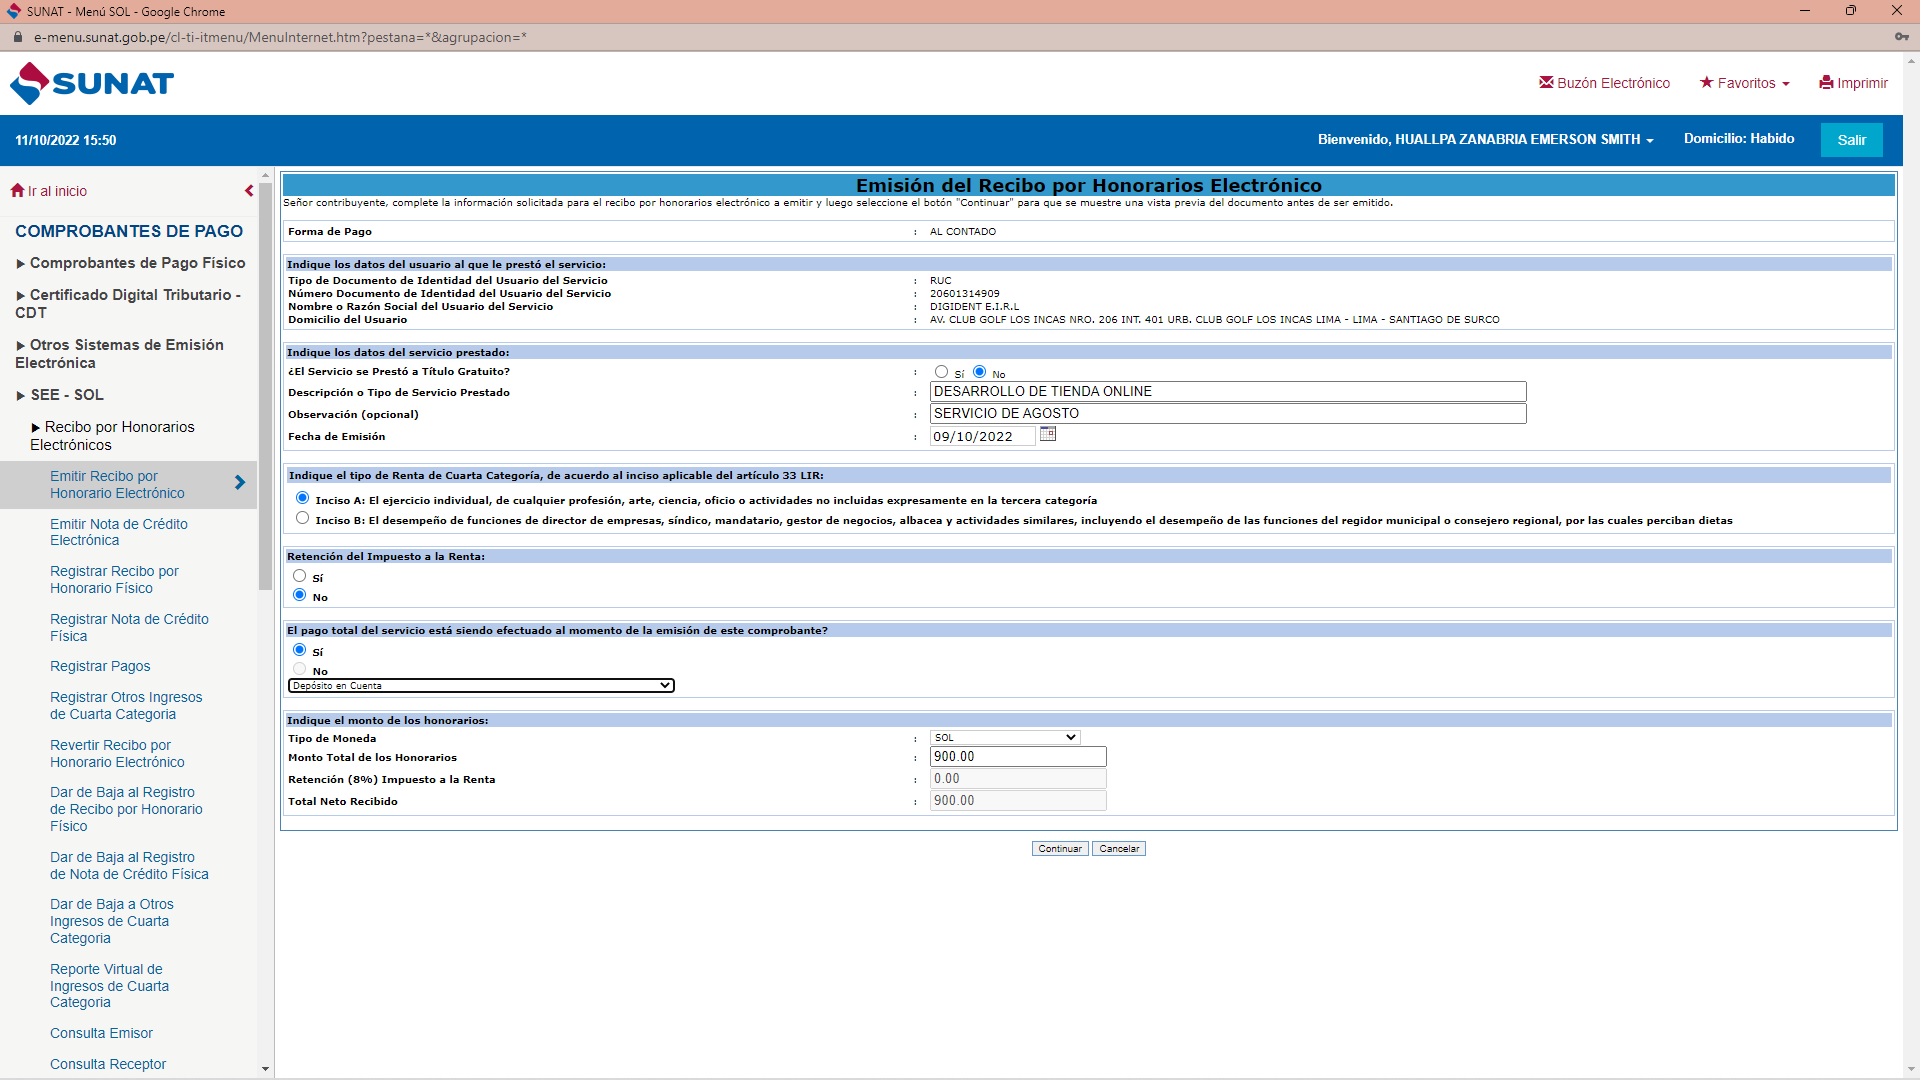 SUNAT - Menú SOL - Google Chrome
e-menu.sunat.gob.pe/cl-ti-itmenu/MenuInternet.htm?pestana=*&agrupacion=*
SUNAT
Buzón Electrónico
Favoritos
Imprimir
11/10/2022 15:50
Bienvenido, HUALLPA ZANABRIA EMERSON SMITH
Domicilio: Habido
Salir
Ir al inicio
COMPROBANTES DE PAGO
Comprobantes de Pago Físico
Certificado Digital Tributario -
CDT
Otros Sistemas de Emisión
Electrónica
SEE - SOL
Recibo por Honorarios
Electrónicos
Emitir Recibo por
Honorario Electrónico
Emitir Nota de Crédito
Electrónica
Registrar Recibo por
Honorario Físico
Registrar Nota de Crédito
Física
Registrar Pagos
Registrar Otros Ingresos
de Cuarta Categoria
Revertir Recibo por
Honorario Electrónico
Dar de Baja al Registro
de Recibo por Honorario
Físico
Dar de Baja al Registro
de Nota de Crédito Física
Dar de Baja a Otros
Ingresos de Cuarta
Categoria
Reporte Virtual de
Ingresos de Cuarta
Categoria
Consulta Emisor
Consulta Receptor
Emisión del Recibo por Honorarios Electrónico
Señor contribuyente, complete la información solicitada para el recibo por honorarios electrónico a emitir y luego seleccione el botón "Continuar" para que se muestre una vista previa del documento antes de ser emitido.
Forma de Pago : AL CONTADO
Indique los datos del usuario al que le prestó el servicio:
Tipo de Documento de Identidad del Usuario del Servicio : RUC
Número Documento de Identidad del Usuario del Servicio : 20601314909
Nombre o Razón Social del Usuario del Servicio : DIGIDENT E.I.R.L
Domicilio del Usuario : AV. CLUB GOLF LOS INCAS NRO. 206 INT. 401 URB. CLUB GOLF LOS INCAS LIMA - LIMA - SANTIAGO DE SURCO
Indique los datos del servicio prestado:
¿El Servicio se Prestó a Título Gratuito? : Sí No
Descripción o Tipo de Servicio Prestado : DESARROLLO DE TIENDA ONLINE
Observación (opcional) : SERVICIO DE AGOSTO
Fecha de Emisión : 09/10/2022
Indique el tipo de Renta de Cuarta Categoría, de acuerdo al inciso aplicable del artículo 33 LIR:
Inciso A: El ejercicio individual, de cualquier profesión, arte, ciencia, oficio o actividades no incluidas expresamente en la tercera categoría
Inciso B: El desempeño de funciones de director de empresas, síndico, mandatario, gestor de negocios, albacea y actividades similares, incluyendo el desempeño de las funciones del regidor municipal o consejero regional, por las cuales perciban dietas
Retención del Impuesto a la Renta:
Sí
No
El pago total del servicio está siendo efectuado al momento de la emisión de este comprobante?
Sí
No
Depósito en Cuenta
Indique el monto de los honorarios:
Tipo de Moneda : SOL
Monto Total de los Honorarios : 900.00
Retención (8%) Impuesto a la Renta : 0.00
Total Neto Recibido : 900.00
Continuar
Cancelar